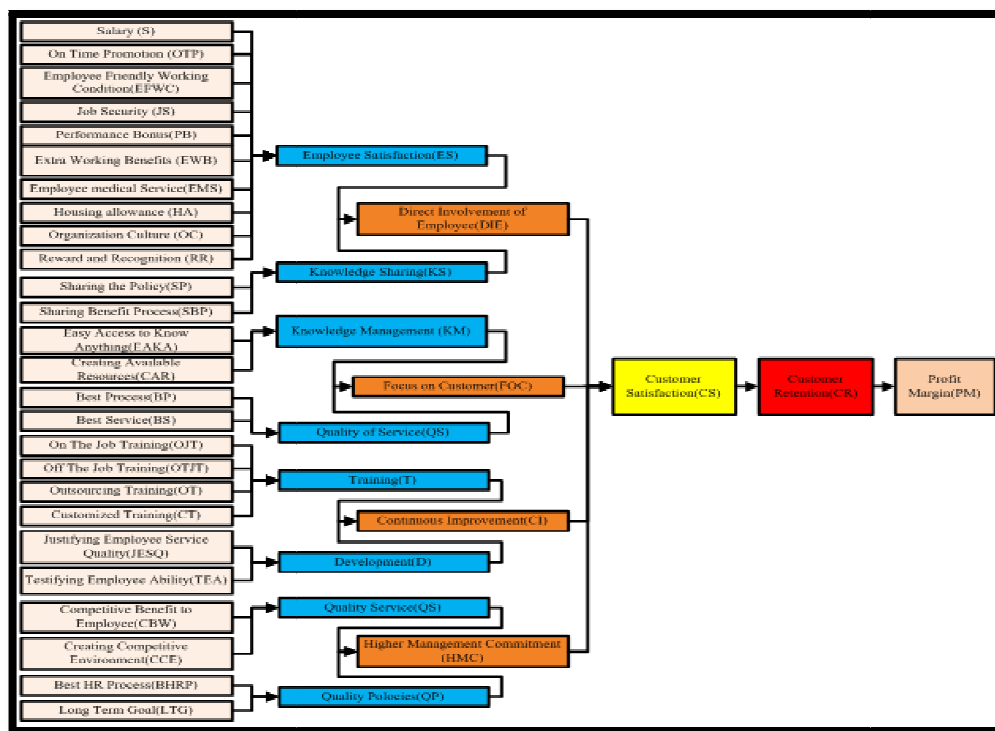 Salary (S)
On Time Promotion (OTP)
Employee Friendly Working
Condition(EFWC)
Job Security (JS)
Performance Bonus(PB)
Extra Working Benefits (EWB)
Employee medical Service(EMS)
Housing allowance (HA)
Organization Culture (OC)
Reward and Recognition (RR)
Sharing the Policy(SP)
Sharing Benefit Process(SBP)
Easy Access to Know
Anything(EAKA)
Creating Available
Resources(CAR)
Best Process(BP)
Best Service(BS)
On The Job Training(OJT)
Off The Job Training(OTJT)
Outsourcing Training(OT)
Customized Training(CT)
Justifying Employee Service
Quality(JESQ)
Testifying Employee Ability(TEA)
Competitive Benefit to
Employee(CBW)
Creating Competitive
Environment(CCE)
Best HR Process(BHRP)
Long Term Goal(LTG)
Employee Satisfaction(ES)
Knowledge Sharing(KS)
Knowledge Management (KM)
Quality of Service(QS)
Training(T)
Development(D)
Quality Service(QS)
Quality Polocies(QP)
Direct Involvement of
Employee(DIE)
Focus on Customer(FOC)
Continuous Improvement(CI)
Higher Management Commitment
(HMC)
Customer
Satisfaction(CS)
Customer
Retention(CR)
Profit
Margin(PM)